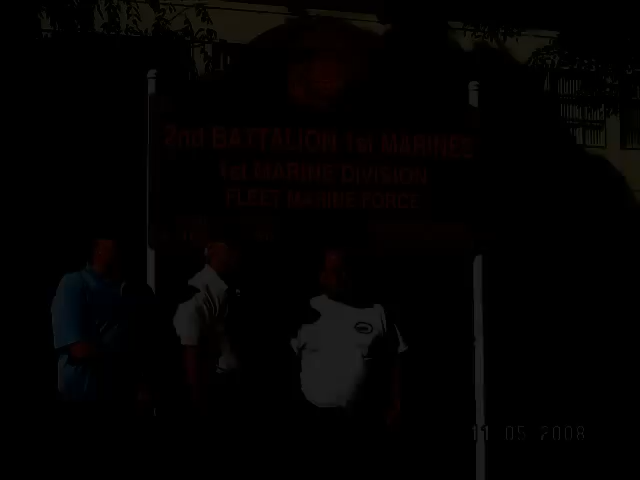 2nd BATTALION 1st MARINES
1st MARINE DIVISION
FLEET MARINE FORCE
11 05 2008